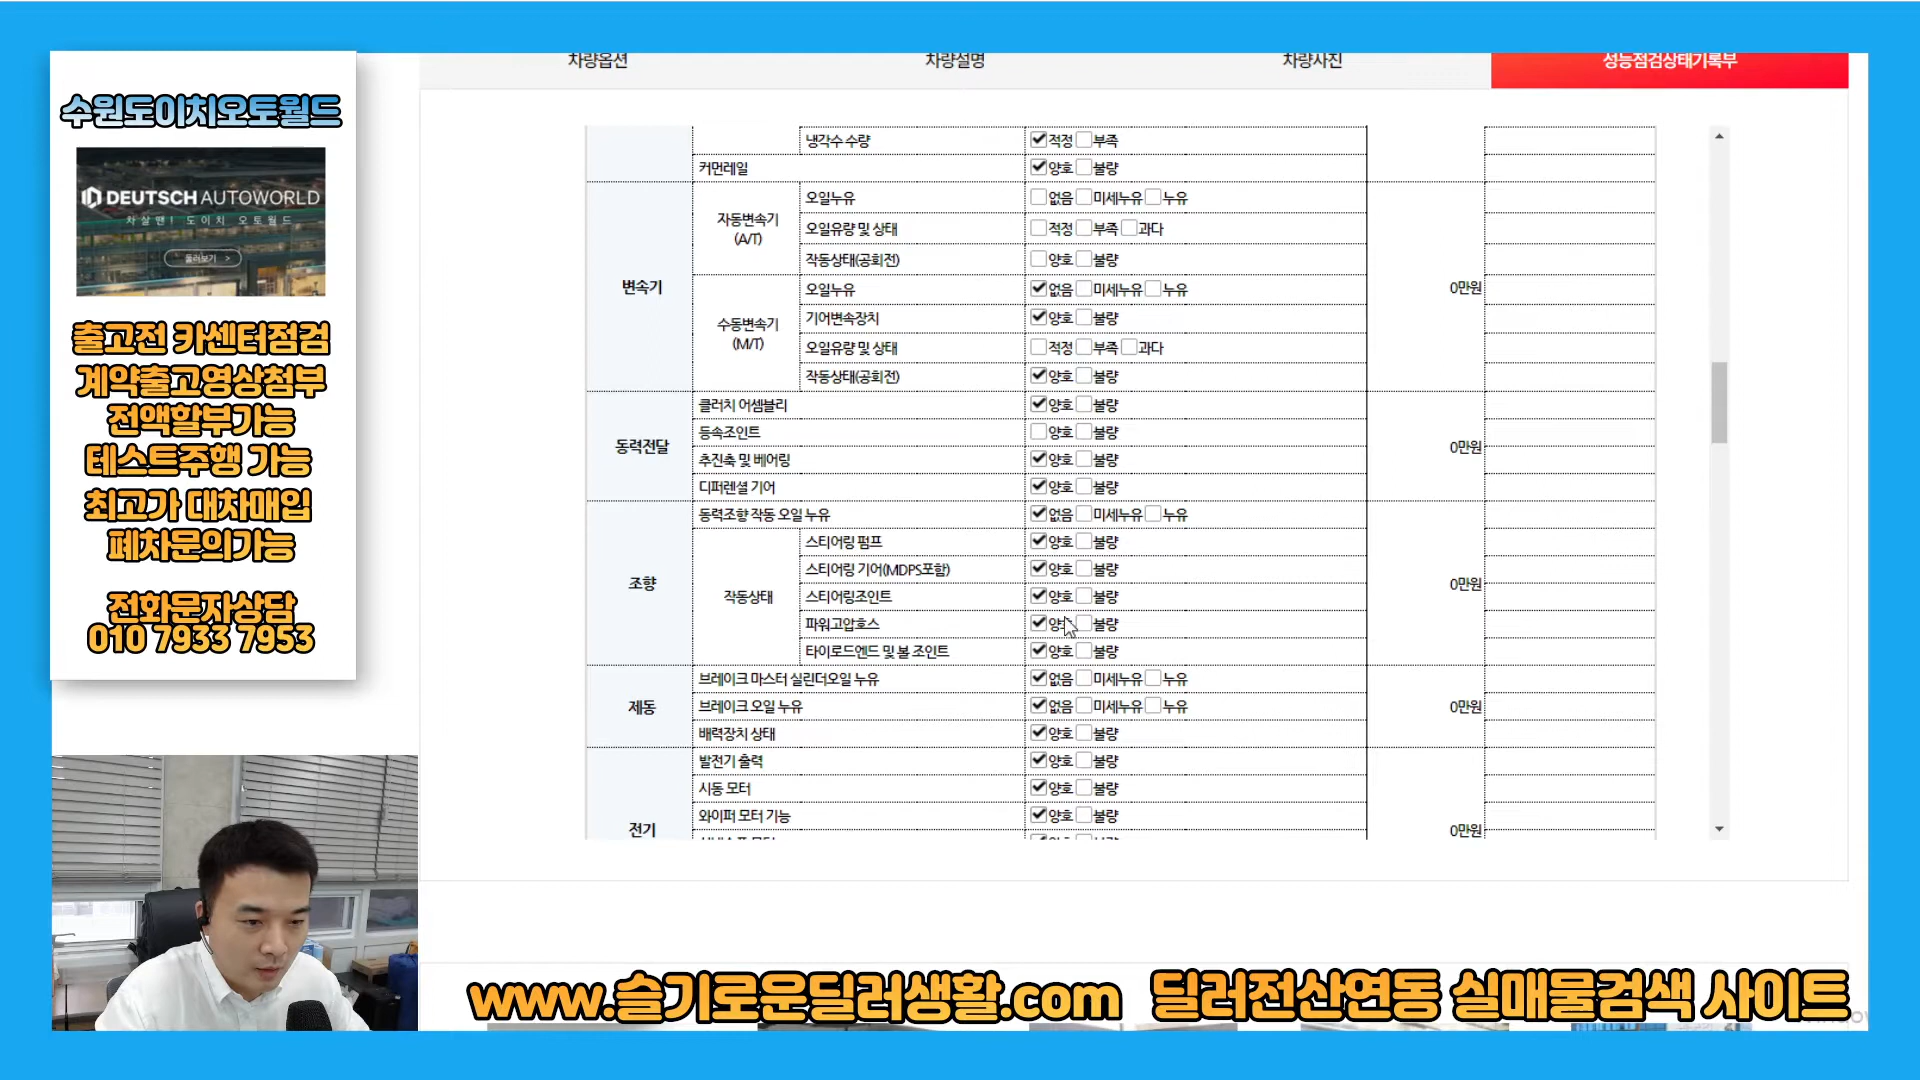 차량옵션 차량설명 차량사진 성능점검상태기록부
수원도이치오토월드
DEUTSCH AUTOWORLD
차 살 땐 ! 도 이 치 오 토 월 드
둘러보기 >
출고전 카센터점검
계약출고영상첨부
전액할부가능
테스트주행 가능
최고가 대차매입
폐차문의가능
전화문자상담
010 7933 7953
냉각수 수량 적정 부족
커먼레일 양호 불량
변속기 자동변속기 (A/T) 오일누유 없음 미세누유 누유
오일유량 및 상태 적정 부족 과다
작동상태(공회전) 양호 불량
수동변속기 (M/T) 오일누유 없음 미세누유 누유 0만원
기어변속장치 양호 불량
오일유량 및 상태 적정 부족 과다
작동상태(공회전) 양호 불량
동력전달 클러치 어셈블리 양호 불량 0만원
등속조인트 양호 불량
추진축 및 베어링 양호 불량
디퍼렌셜 기어 양호 불량
조향 동력조향 작동 오일 누유 없음 미세누유 누유 0만원
작동상태 스티어링 펌프 양호 불량
스티어링 기어(MDPS포함) 양호 불량
스티어링조인트 양호 불량
파워고압호스 양호 불량
타이로드엔드 및 볼 조인트 양호 불량
제동 브레이크 마스터 실린더오일 누유 없음 미세누유 누유
브레이크 오일 누유 없음 미세누유 누유 0만원
배력장치 상태 양호 불량
전기 발전기 출력 양호 불량
시동 모터 양호 불량
와이퍼 모터 기능 양호 불량
0만원
www.슬기로운딜러생활.com 딜러전산연동 실매물검색 사이트